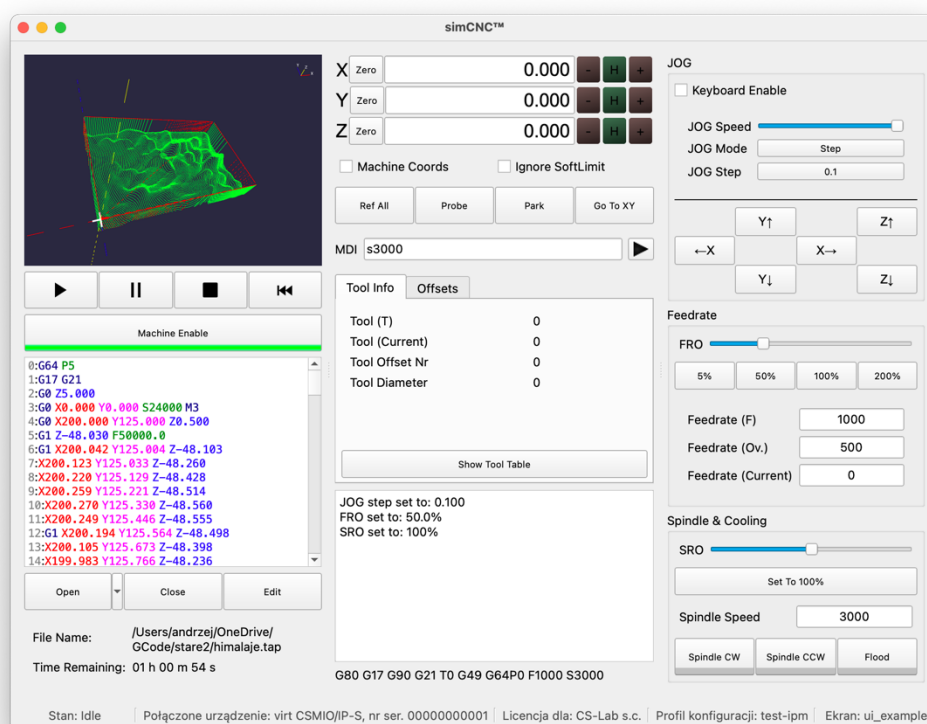 simCNC™
X Zero 0.000 - H +
Y Zero 0.000 - H +
Z Zero 0.000 - H +
Machine Coords Ignore SoftLimit
Ref All Probe Park Go To XY
MDI s3000
Machine Enable
0:G64 P5
1:G17 G21
2:G0 Z5.000
3:G0 X0.000 Y0.000 S24000 M3
4:G0 X200.000 Y125.000 Z0.500
5:G1 Z-48.030 F50000.0
6:G1 X200.042 Y125.004 Z-48.103
7:X200.123 Y125.033 Z-48.260
8:X200.220 Y125.129 Z-48.428
9:X200.259 Y125.221 Z-48.514
10:X200.270 Y125.330 Z-48.560
11:X200.249 Y125.446 Z-48.555
12:G1 X200.194 Y125.564 Z-48.498
13:X200.105 Y125.673 Z-48.398
14:X199.983 Y125.766 Z-48.236
Open Close Edit
File Name: /Users/andrzej/OneDrive/
GCode/stare2/himalaje.tap
Time Remaining: 01 h 00 m 54 s
Tool Info Offsets
Tool (T) 0
Tool (Current) 0
Tool Offset Nr 0
Tool Diameter 0
Show Tool Table
JOG step set to: 0.100
FRO set to: 50.0%
SRO set to: 100%
G80 G17 G90 G21 T0 G49 G64P0 F1000 S3000
JOG
Keyboard Enable
JOG Speed
JOG Mode Step
JOG Step 0.1
Y↑ Z↑
←X X→
Y↓ Z↓
Feedrate
FRO
5% 50% 100% 200%
Feedrate (F) 1000
Feedrate (Ov.) 500
Feedrate (Current) 0
Spindle & Cooling
SRO
Set To 100%
Spindle Speed 3000
Spindle CW Spindle CCW Flood
Stan: Idle Połączone urządzenie: virt CSMIO/IP-S, nr ser. 00000000001 Licencja dla: CS-Lab s.c. Profil konfiguracji: test-ipm Ekran: ui_example